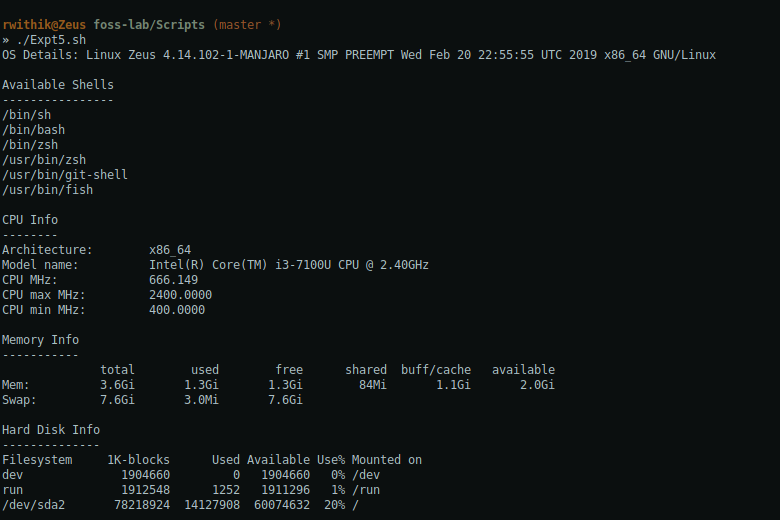 rwithik@Zeus foss-lab/Scripts (master *)
» ./Expt5.sh
OS Details: Linux Zeus 4.14.102-1-MANJARO #1 SMP PREEMPT Wed Feb 20 22:55:55 UTC 2019 x86_64 GNU/Linux
Available Shells
----------------
/bin/sh
/bin/bash
/bin/zsh
/usr/bin/zsh
/usr/bin/git-shell
/usr/bin/fish
CPU Info
--------
Architecture:        x86_64
Model name:          Intel(R) Core(TM) i3-7100U CPU @ 2.40GHz
CPU MHz:             666.149
CPU max MHz:         2400.0000
CPU min MHz:         400.0000
Memory Info
-----------
              total        used        free      shared  buff/cache   available
Mem:          3.6Gi       1.3Gi       1.3Gi        84Mi       1.1Gi       2.0Gi
Swap:         7.6Gi       3.0Mi       7.6Gi
Hard Disk Info
--------------
Filesystem     1K-blocks      Used Available Use% Mounted on
dev              1904660         0   1904660   0% /dev
run              1912548      1252   1911296   1% /run
/dev/sda2       78218924  14127908  60074632  20% /